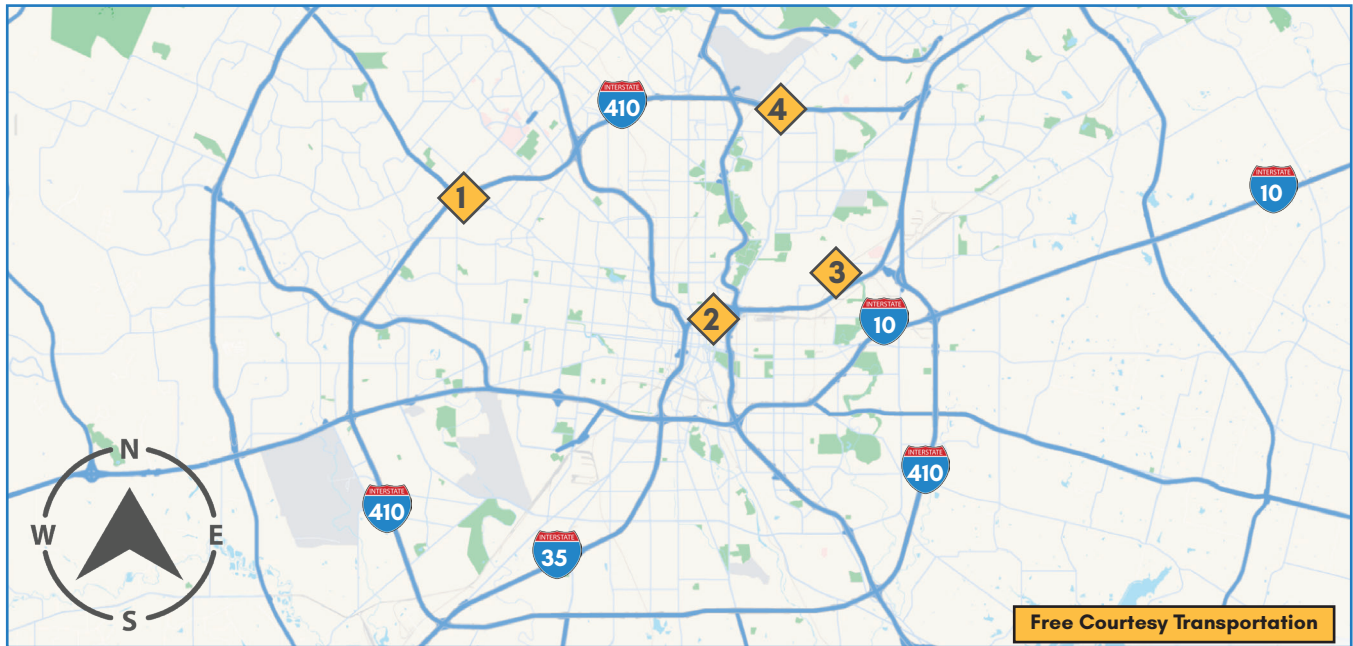 INTERSTATE
410
4
INTERSTATE
10
1
3
INTERSTATE
10
2
N
W
E
S
INTERSTATE
410
INTERSTATE
410
INTERSTATE
35
Free Courtesy Transportation